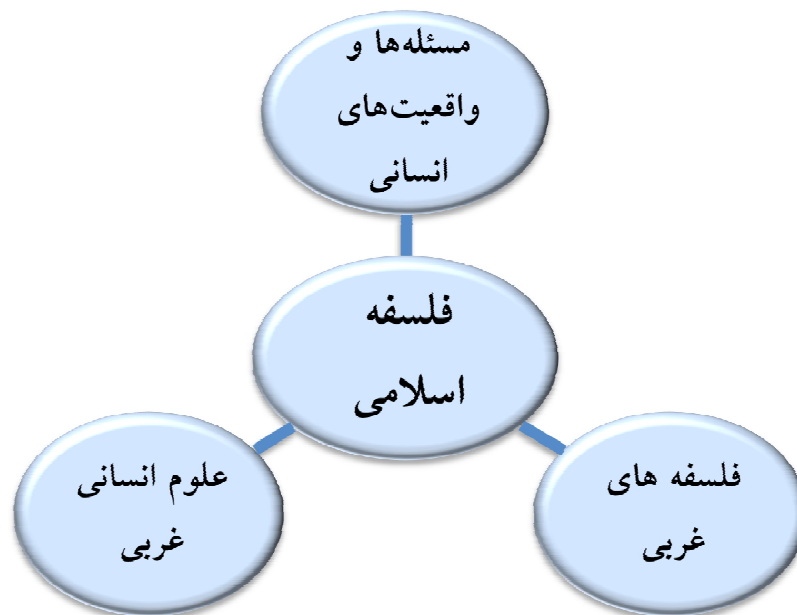 مسئله‌ها و
واقعیت‌های
انسانی
فلسفه
اسلامی
فلسفه های
غربی
علوم انسانی
غربی